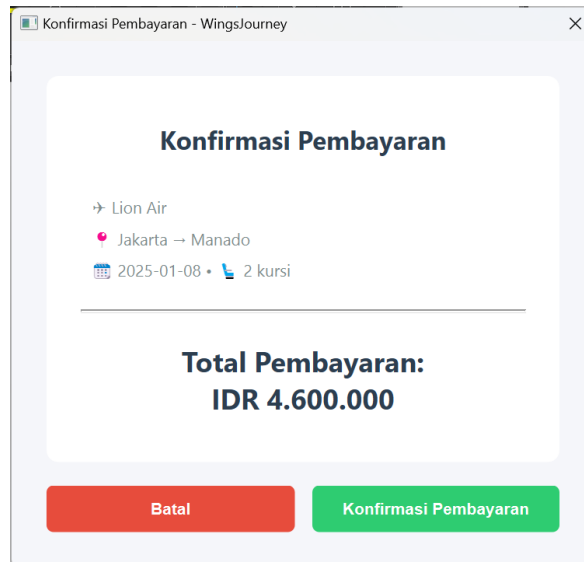 Konfirmasi Pembayaran - WingsJourney
Konfirmasi Pembayaran
✈ Lion Air
📍 Jakarta → Manado
📅 2025-01-08 • 💺 2 kursi
Total Pembayaran:
IDR 4.600.000
Batal
Konfirmasi Pembayaran